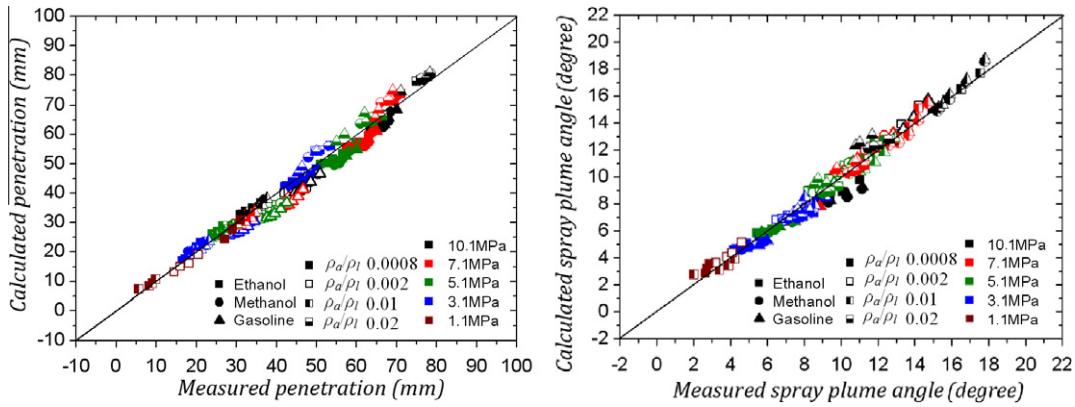 Calculated penetration (mm)
100
90
80
70
60
50
40
30
20
10
0
-10
-10 0 10 20 30 40 50 60 70 80 90 100
Measured penetration (mm)
Ethanol
Methanol
Gasoline
ρa/ρl 0.0008
ρa/ρl 0.002
ρa/ρl 0.01
ρa/ρl 0.02
10.1MPa
7.1MPa
5.1MPa
3.1MPa
1.1MPa
Calculated spray plume angle (degree)
22
20
18
16
14
12
10
8
6
4
2
0
-2
-2 0 2 4 6 8 10 12 14 16 18 20 22
Measured spray plume angle (degree)
Ethanol
Methanol
Gasoline
ρa/ρl 0.0008
ρa/ρl 0.002
ρa/ρl 0.01
ρa/ρl 0.02
10.1MPa
7.1MPa
5.1MPa
3.1MPa
1.1MPa